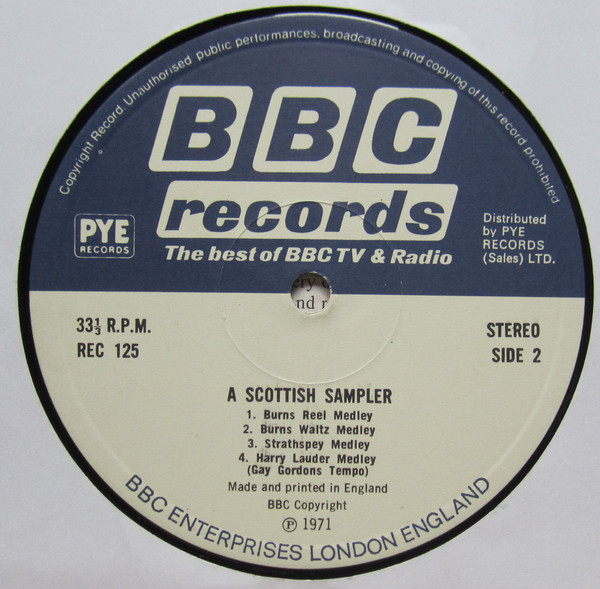 Copyright Record. Unauthorised public performances, broadcasting and copying of this record prohibited
BBC
records
The best of BBC TV & Radio
PYE
RECORDS
Distributed
by PYE
RECORDS
(Sales) LTD.
ery
nd r
33⅓ R.P.M.
REC 125
STEREO
SIDE 2
A SCOTTISH SAMPLER
1. Burns Reel Medley
2. Burns Waltz Medley
3. Strathspey Medley
4. Harry Lauder Medley
(Gay Gordons Tempo)
Made and printed in England
BBC Copyright
Ⓟ 1971
BBC ENTERPRISES LONDON ENGLAND